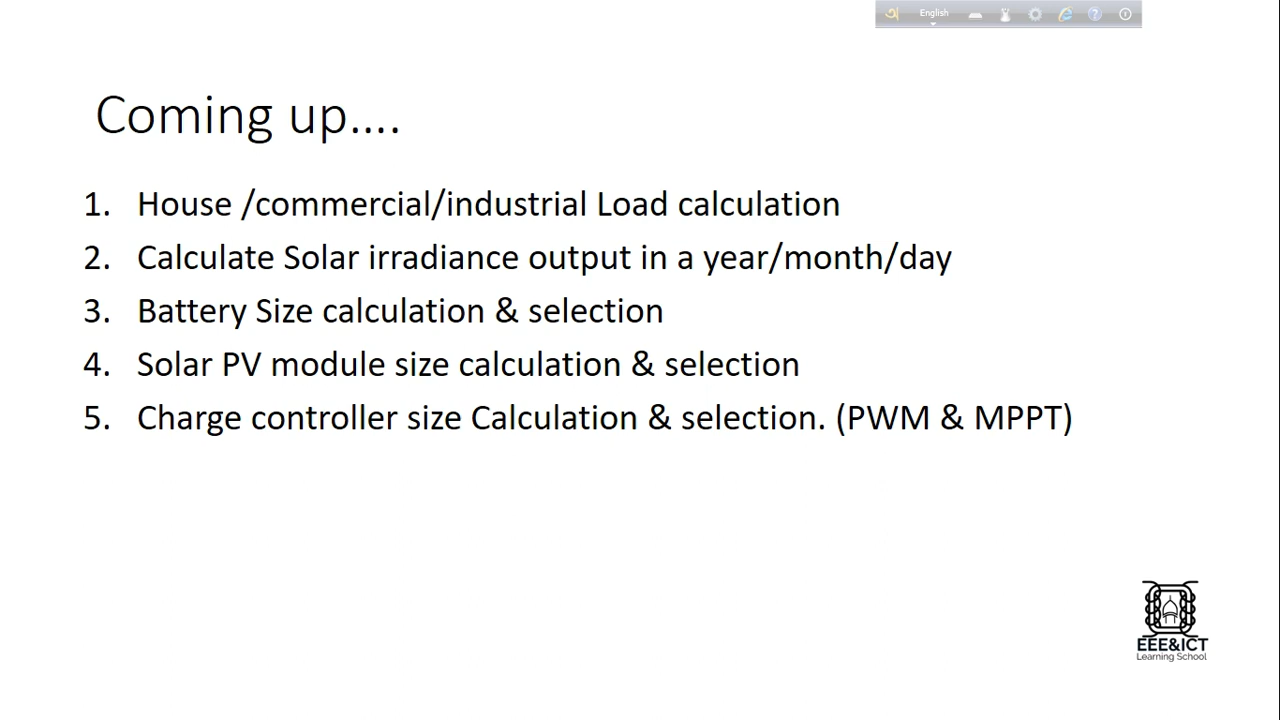 অ English
Coming up....
1. House /commercial/industrial Load calculation
2. Calculate Solar irradiance output in a year/month/day
3. Battery Size calculation & selection
4. Solar PV module size calculation & selection
5. Charge controller size Calculation & selection. (PWM & MPPT)
EEE&ICT
Learning School